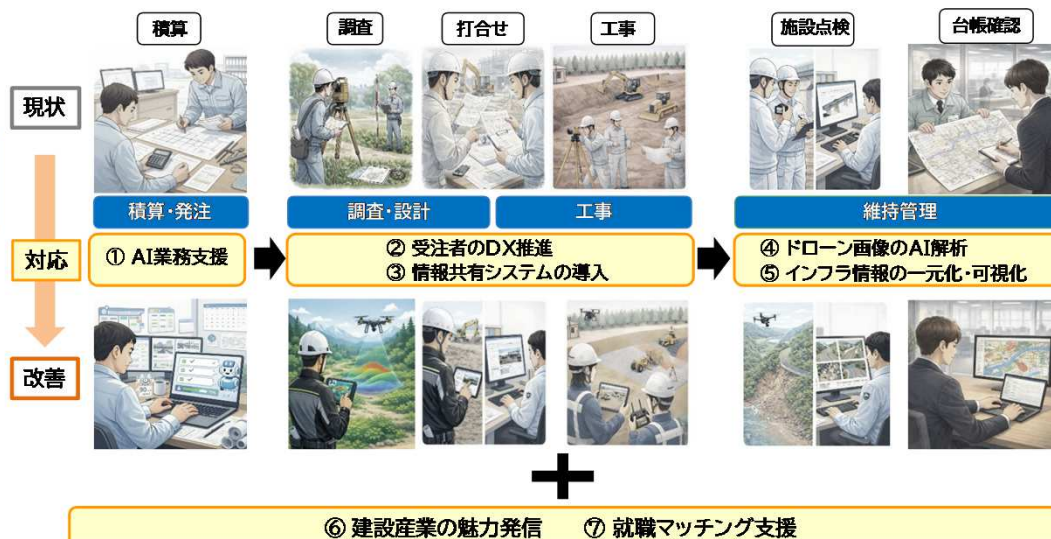 積算
調査
打合せ
工事
施設点検
台帳確認
現状
積算・発注
調査・設計
工事
維持管理
対応
① AI業務支援
② 受注者のDX推進
③ 情報共有システムの導入
④ ドローン画像のAI解析
⑤ インフラ情報の一元化・可視化
改善
⑥ 建設産業の魅力発信 ⑦ 就職マッチング支援